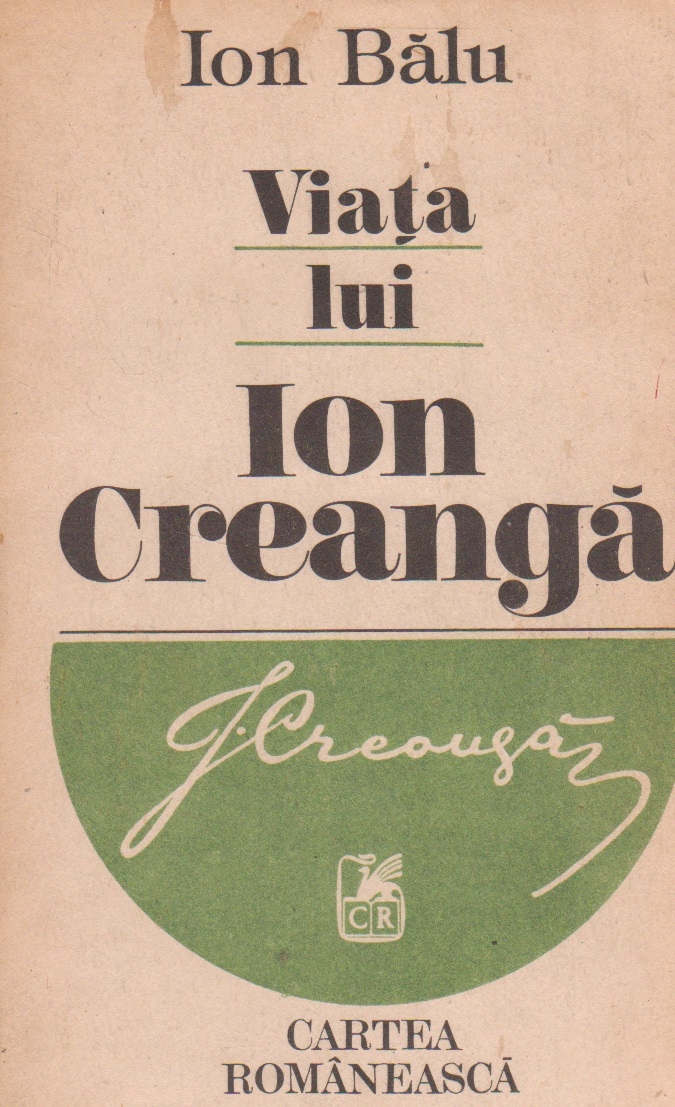 Ion Bălu
Viața
lui
Ion
Creangă
J. Creangă
CR
CARTEA
ROMÂNEASCĂ